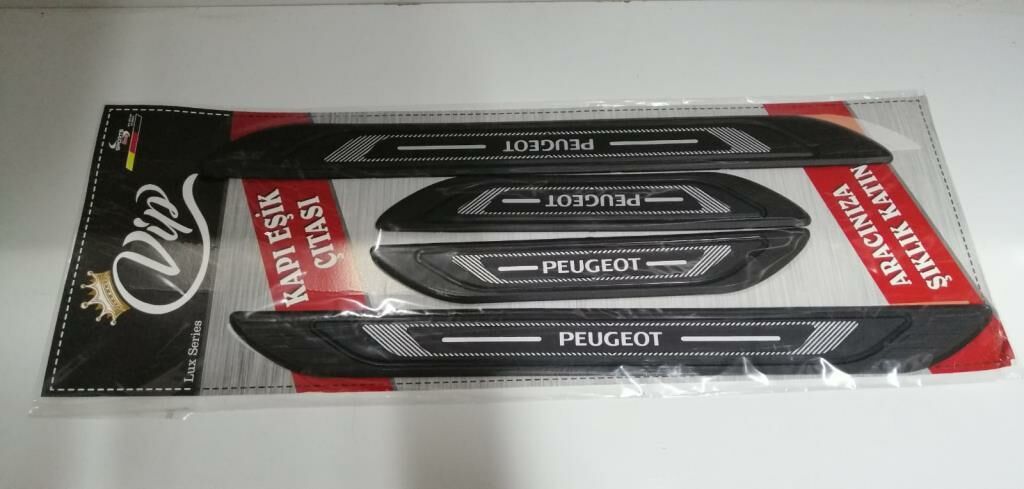 Vip
Lux Series
KAPI EŞİK
ÇITASI
PEUGEOT
PEUGEOT
PEUGEOT
PEUGEOT
ARACINIZA
ŞIKLIK KATIN